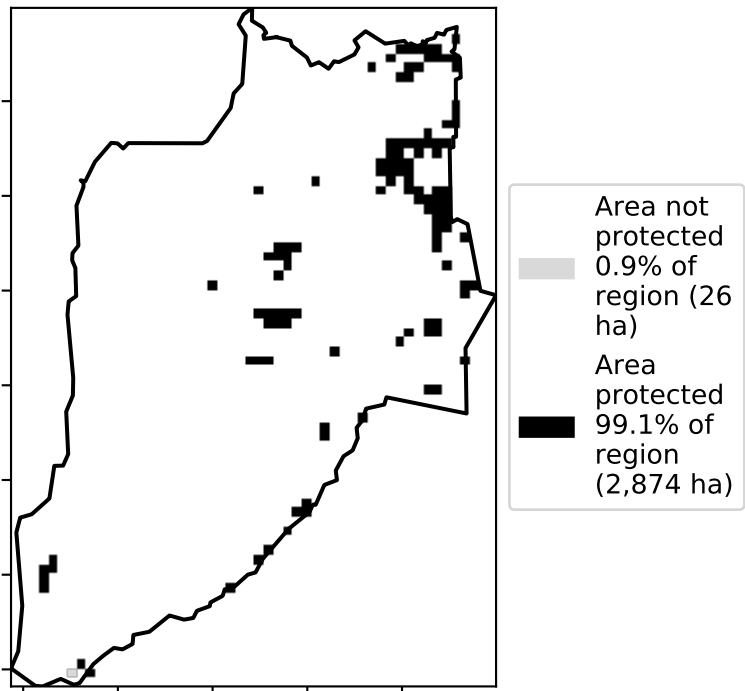 Area not
protected
0.9% of
region (26
ha)
Area
protected
99.1% of
region
(2,874 ha)